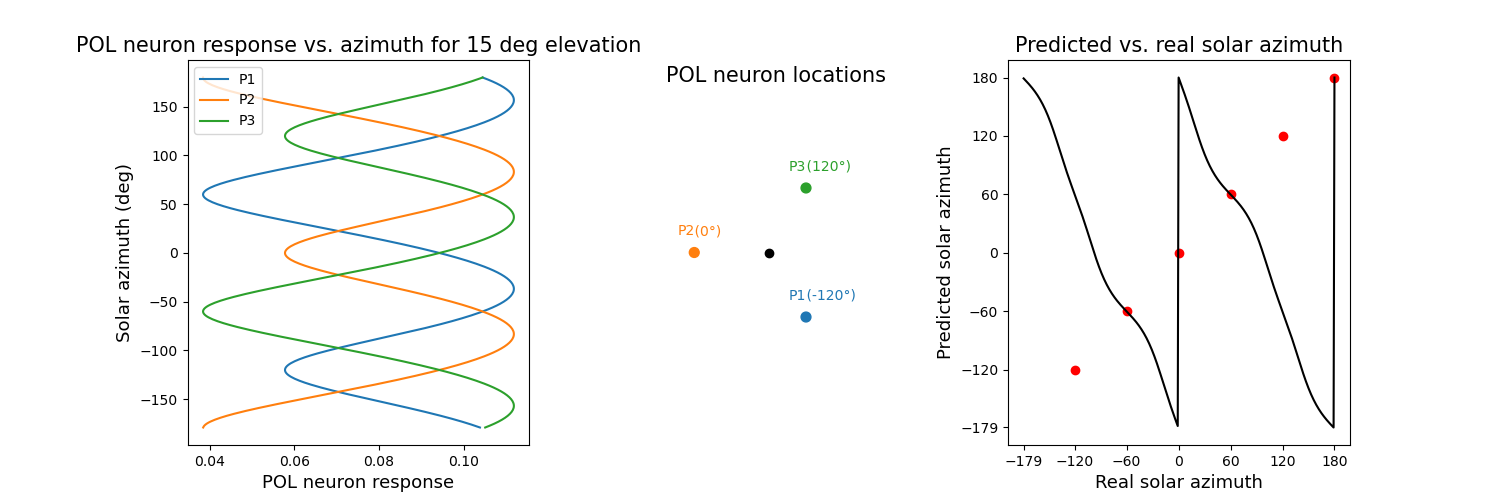 POL neuron response vs. azimuth for 15 deg elevation
P1
P2
P3
150
100
50
0
−50
−100
−150
Solar azimuth (deg)
0.04
0.06
0.08
0.10
POL neuron response
POL neuron locations
P3(120°)
P2(0°)
P1(-120°)
Predicted vs. real solar azimuth
180
120
60
0
−60
−120
−179
Predicted solar azimuth
−179
−120
−60
0
60
120
180
Real solar azimuth